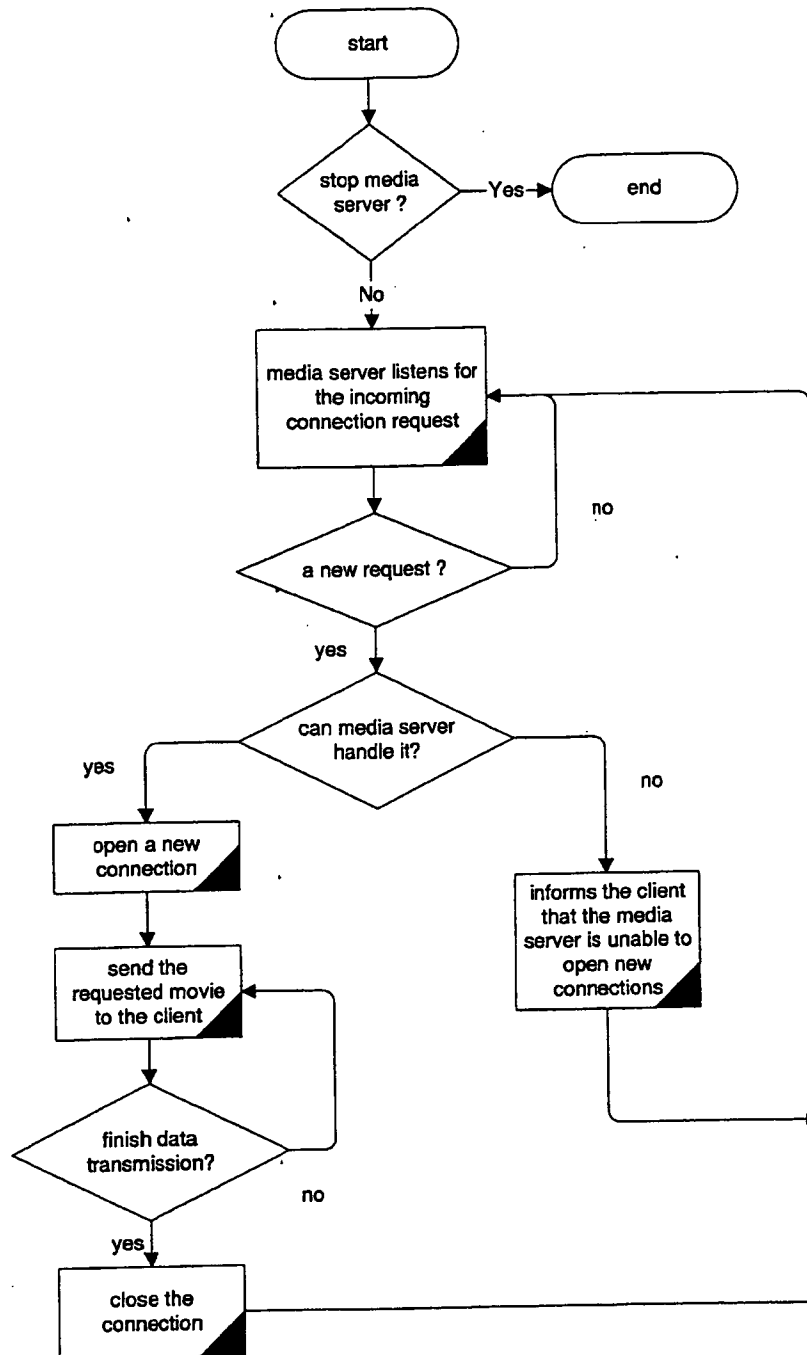 start
stop media
server ?
Yes
end
No
media server listens for
the incoming
connection request
no
a new request ?
yes
can media server
handle it?
yes
no
open a new
connection
informs the client
that the media
server is unable to
open new
connections
send the
requested movie
to the client
finish data
transmission?
no
yes
close the
connection